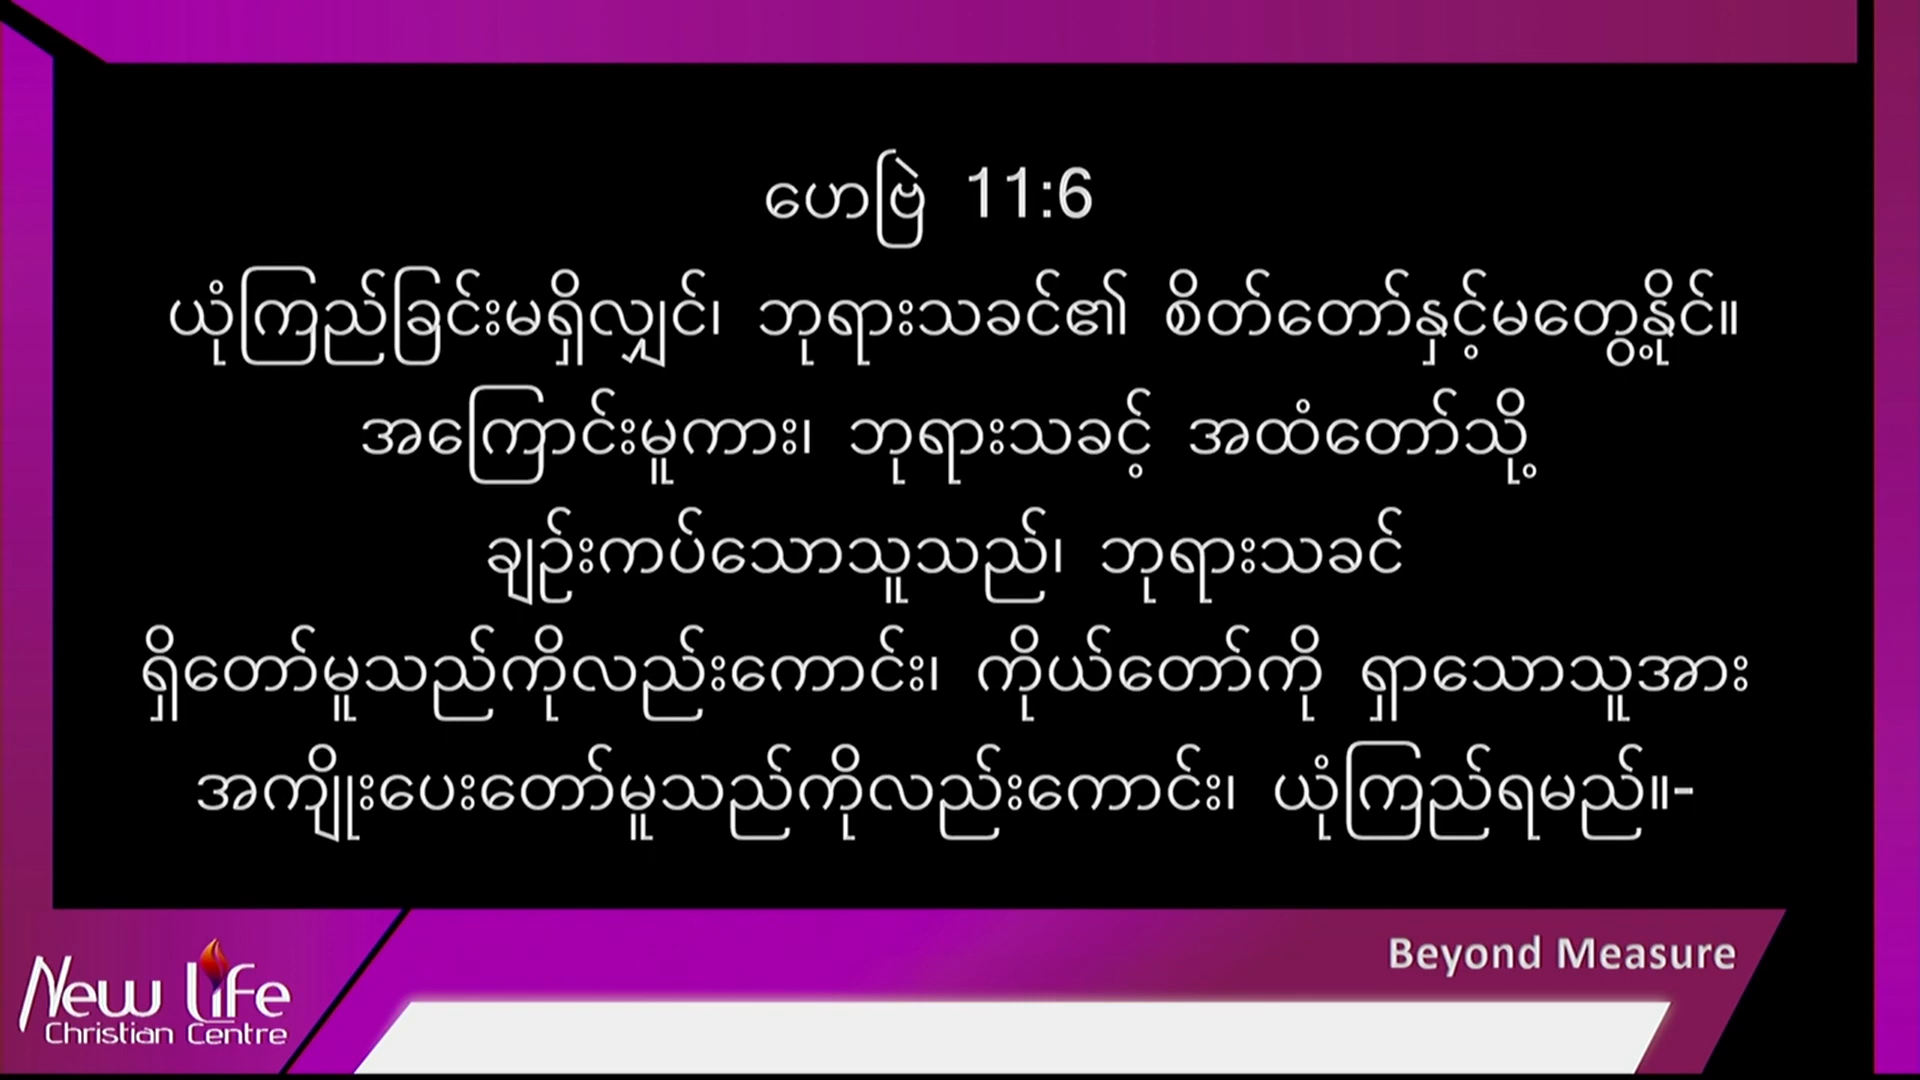 ဟေဗြဲ 11:6
ယုံကြည်ခြင်းမရှိလျှင်၊ ဘုရားသခင်၏ စိတ်တော်နှင့်မတွေ့နိုင်။
အကြောင်းမူကား၊ ဘုရားသခင့် အထံတော်သို့
ချဉ်းကပ်သောသူသည်၊ ဘုရားသခင်
ရှိတော်မူသည်ကိုလည်းကောင်း၊ ကိုယ်တော်ကို ရှာသောသူအား
အကျိုးပေးတော်မူသည်ကိုလည်းကောင်း၊ ယုံကြည်ရမည်။-
Beyond Measure
New Life
Christian Centre